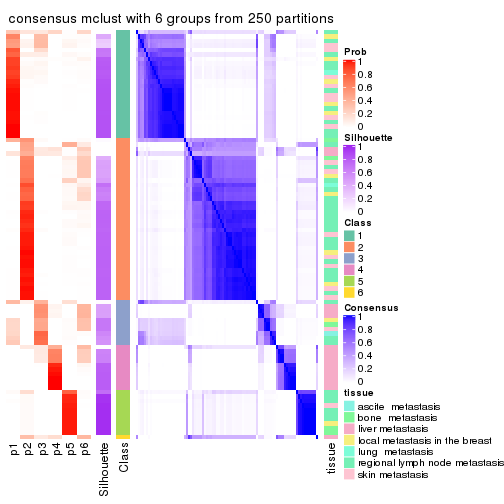 consensus mclust with 6 groups from 250 partitions
Prob
1
0.8
0.6
0.4
0.2
0
Silhouette
1
0.8
0.6
0.4
0.2
0
Class
1
2
3
4
5
6
Consensus
1
0.8
0.6
0.4
0.2
0
tissue
ascite metastasis
bone metastasis
liver metastasis
local metastasis in the breast
lung metastasis
regional lymph node metastasis
skin metastasis
p1
p2
p3
p4
p5
p6
Silhouette
Class
tissue